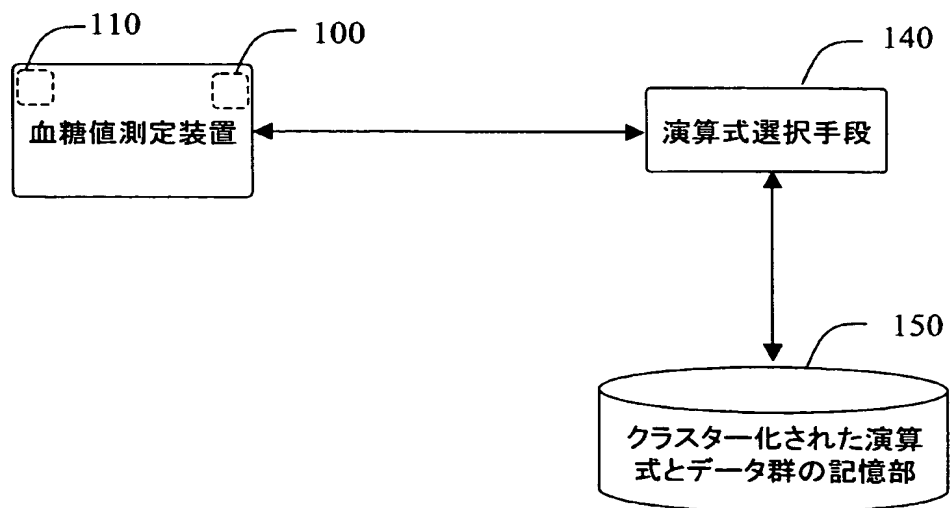 110
100
140
血糖値測定装置
演算式選択手段
150
クラスター化された演算
式とデータ群の記憶部